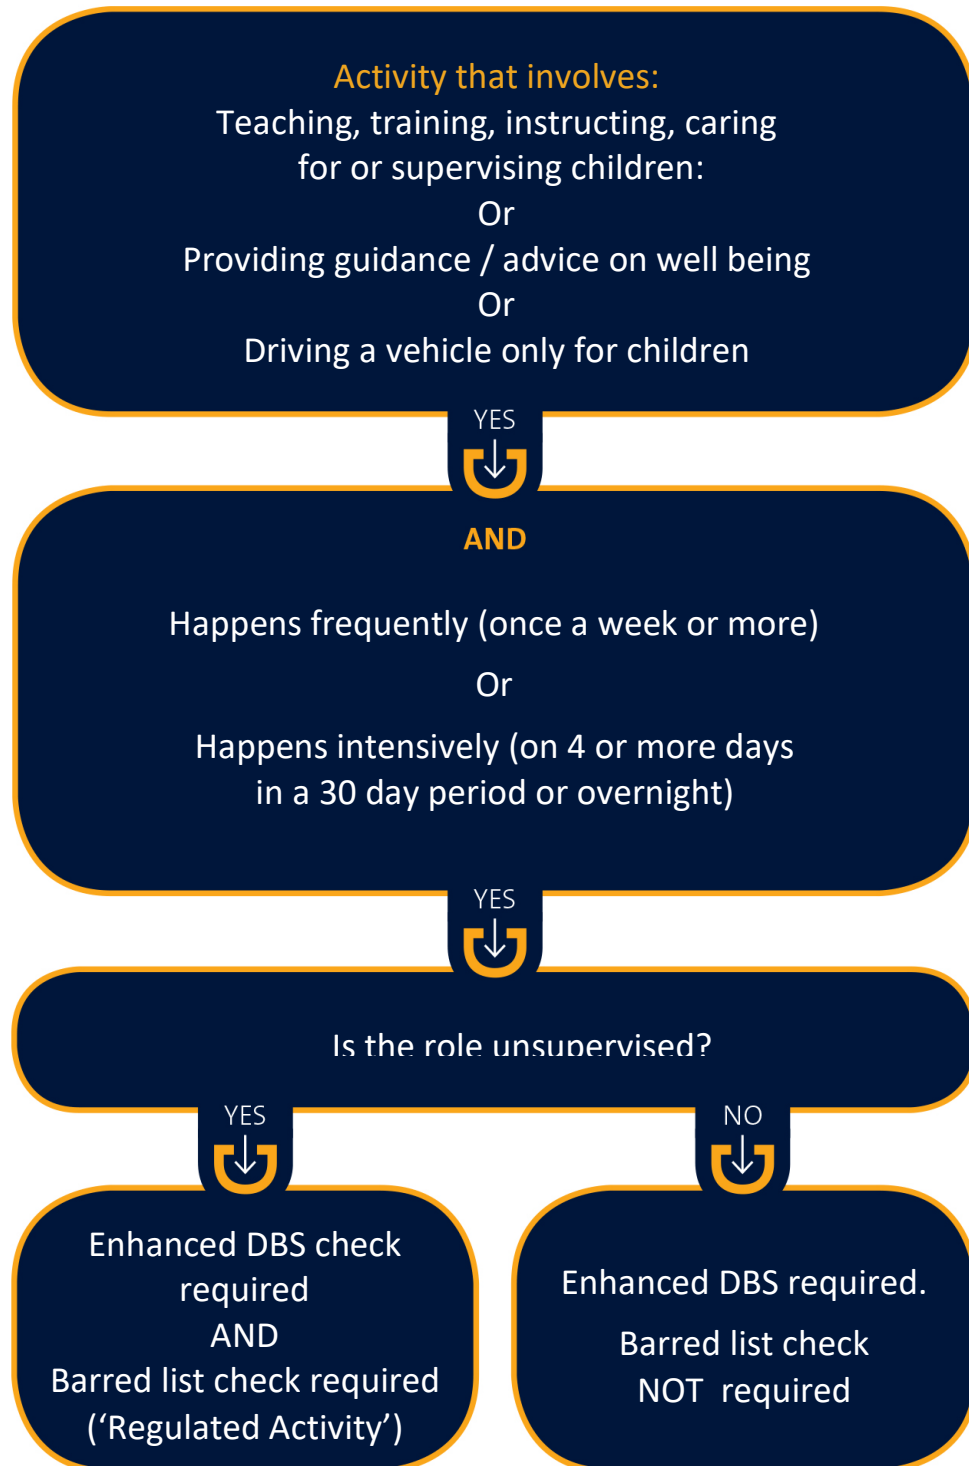 Activity that involves:
Teaching, training, instructing, caring
for or supervising children:
Or
Providing guidance / advice on well being
Or
Driving a vehicle only for children
YES
AND
Happens frequently (once a week or more)
Or
Happens intensively (on 4 or more days
in a 30 day period or overnight)
YES
Is the role unsupervised?
YES
NO
Enhanced DBS check
required
AND
Barred list check required
(‘Regulated Activity’)
Enhanced DBS required.
Barred list check
NOT required